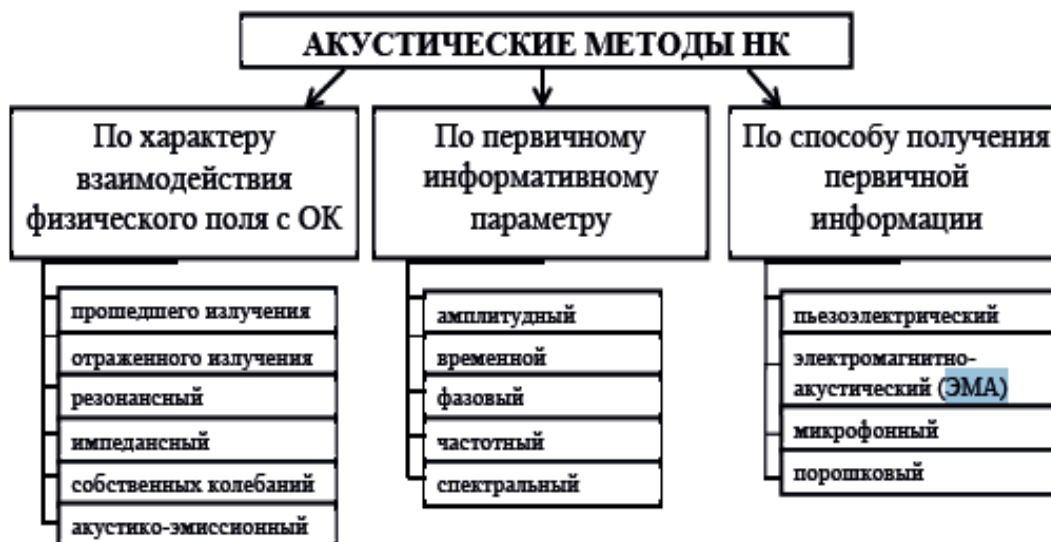 АКУСТИЧЕСКИЕ МЕТОДЫ НК
По характеру
взаимодействия
физического поля с ОК
прошедшего излучения
отраженного излучения
резонансный
импедансный
собственных колебаний
акустико-эмиссионный
По первичному
информативному
параметру
амплитудный
временной
фазовый
частотный
спектральный
По способу получения
первичной
информации
пьезоэлектрический
электромагнитно-
акустический (ЭМА)
микрофонный
порошковый